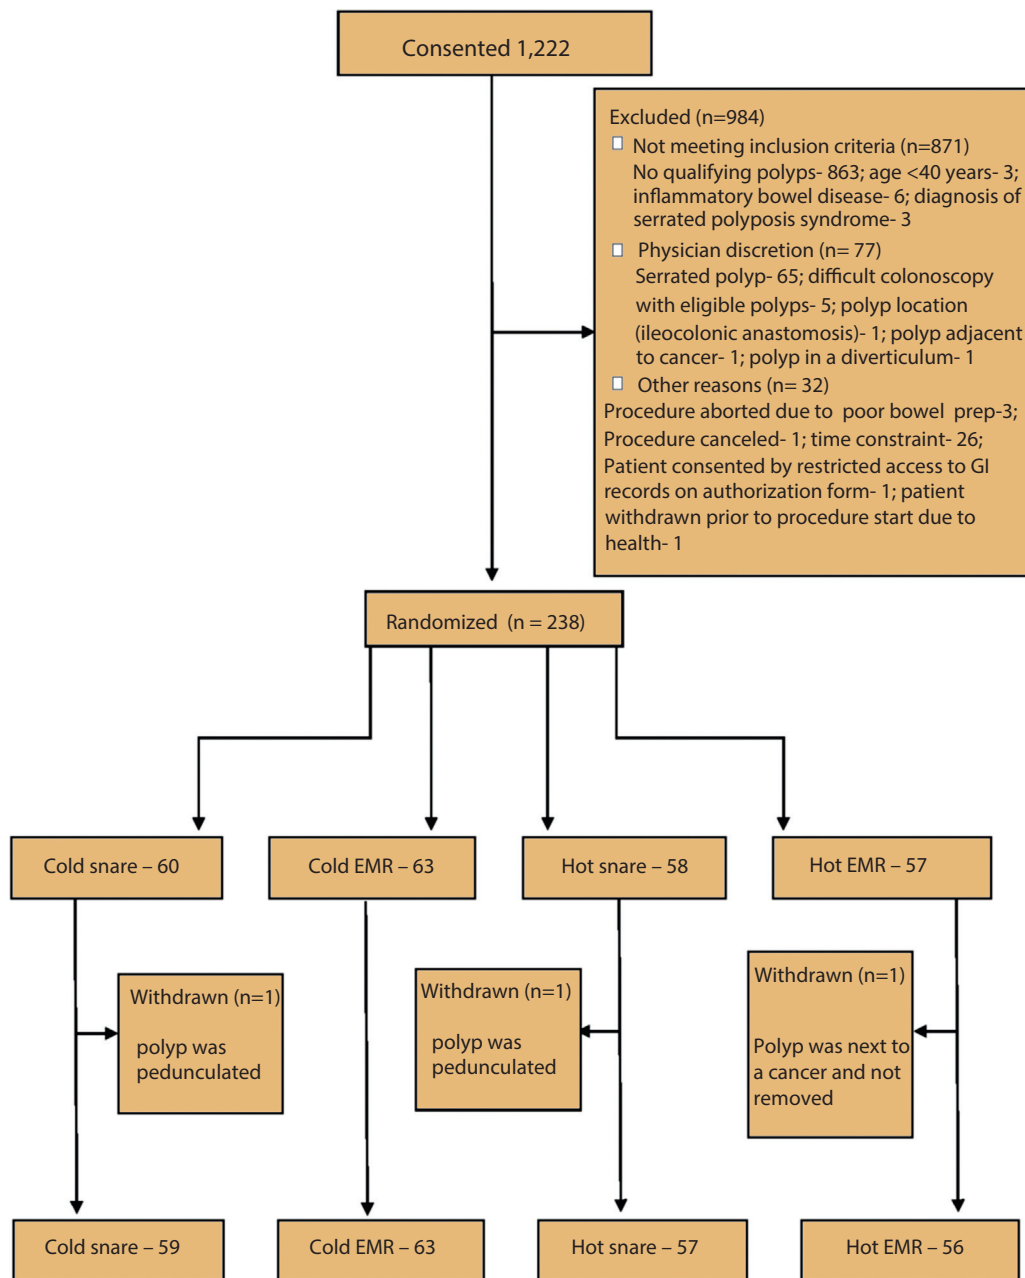 Consented 1,222
Excluded (n=984)
Not meeting inclusion criteria (n=871)
No qualifying polyps- 863; age <40 years- 3;
inflammatory bowel disease- 6; diagnosis of
serrated polyposis syndrome- 3
Physician discretion (n= 77)
Serrated polyp- 65; difficult colonoscopy
with eligible polyps- 5; polyp location
(ileocolonic anastomosis)- 1; polyp adjacent
to cancer- 1; polyp in a diverticulum- 1
Other reasons (n= 32)
Procedure aborted due to poor bowel prep-3;
Procedure canceled- 1; time constraint- 26;
Patient consented by restricted access to GI
records on authorization form- 1; patient
withdrawn prior to procedure start due to
health- 1
Randomized (n = 238)
Cold snare – 60
Cold EMR – 63
Hot snare – 58
Hot EMR – 57
Withdrawn (n=1)
polyp was
pedunculated
Withdrawn (n=1)
polyp was
pedunculated
Withdrawn (n=1)
Polyp was next to
a cancer and not
removed
Cold snare – 59
Cold EMR – 63
Hot snare – 57
Hot EMR – 56